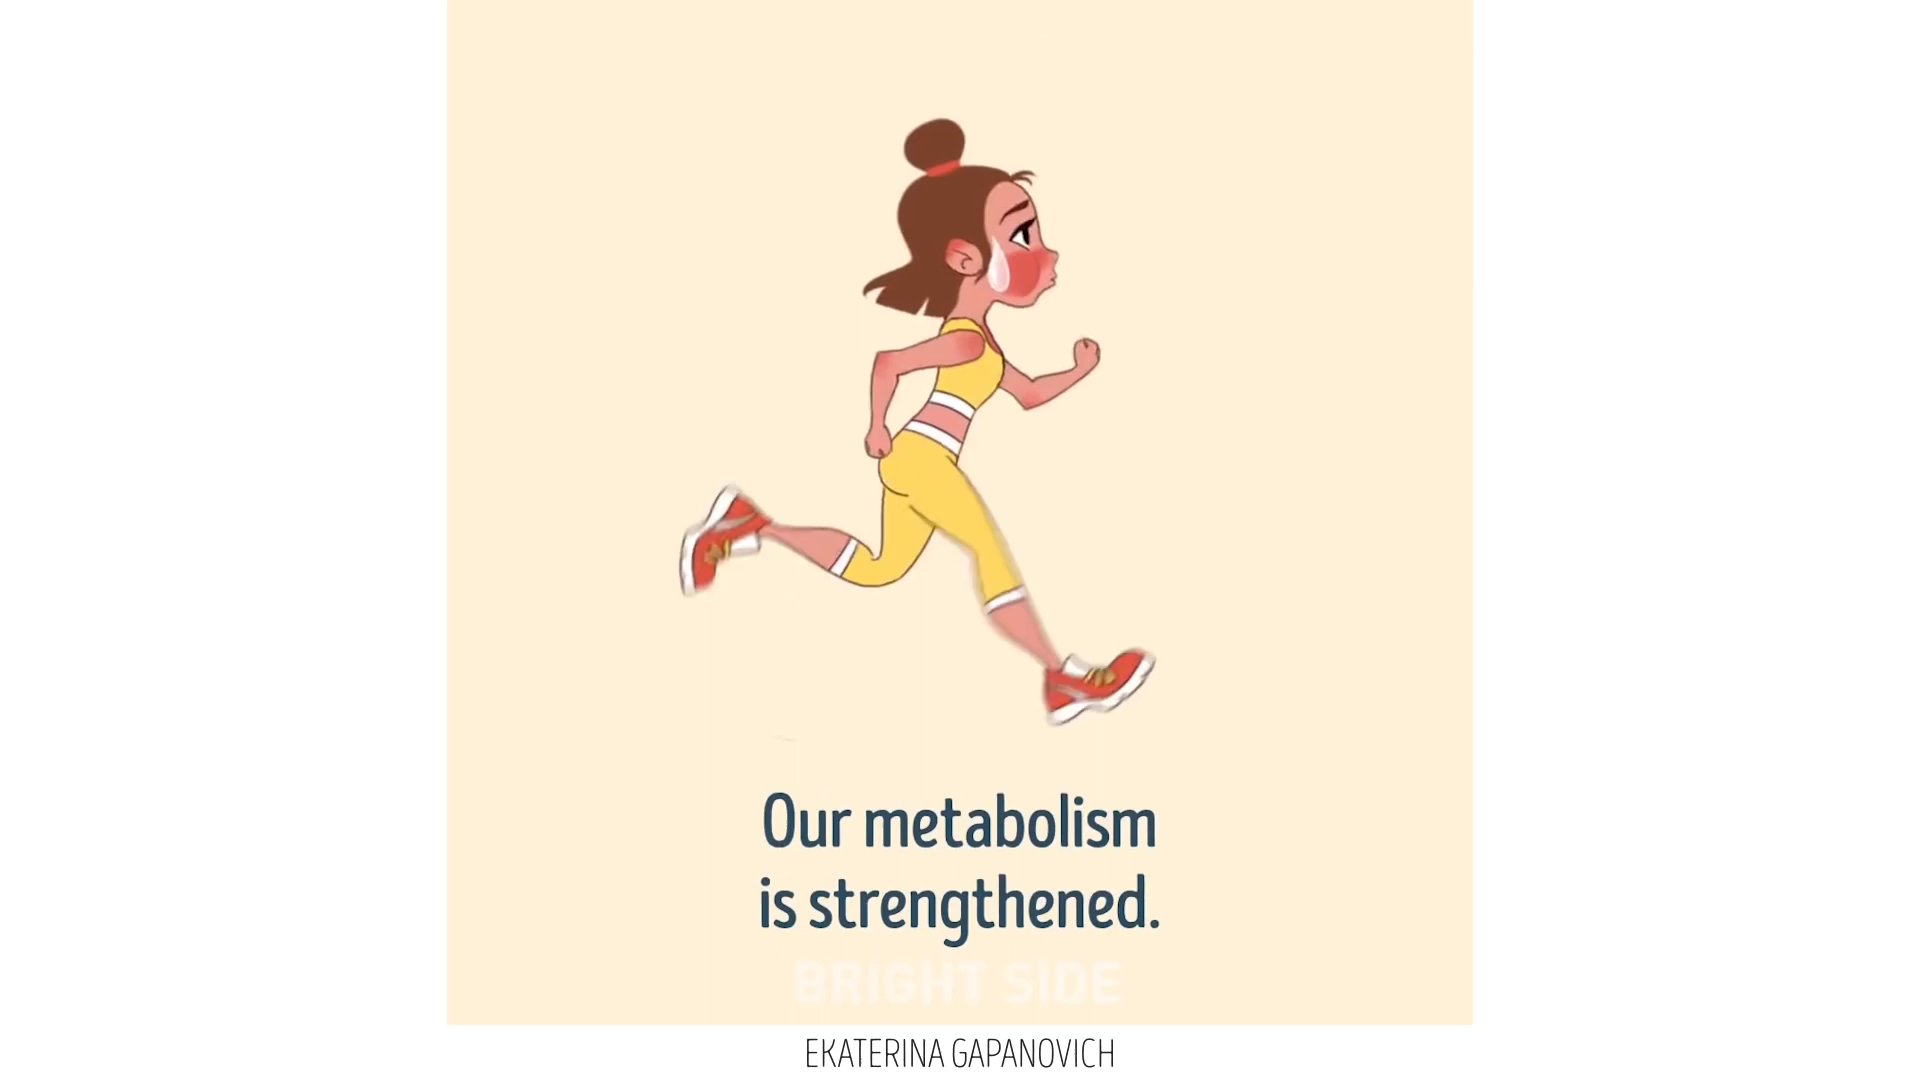 Our metabolism
is strengthened.
BRIGHT SIDE
EKATERINA GAPANOVICH